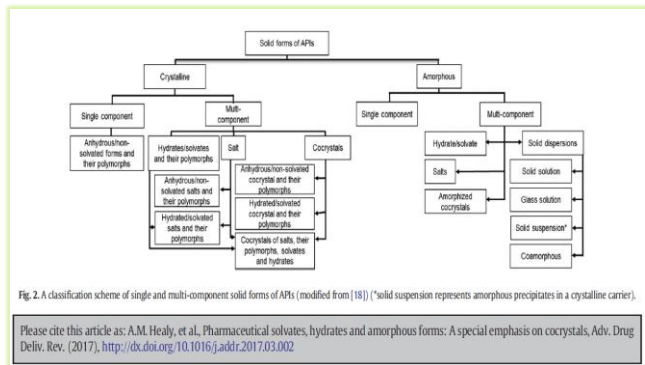 Solid forms of APIs
Crystalline
Amorphous
Single component
Multi-
component
Single component
Multi-component
Anhydrous/non-
solvated forms and
their polymorphs
Hydrates/solvates
and their polymorphs
Salt
Cocrystals
Hydrate/solvate
Solid dispersions
Anhydrous/non-
solvated salts and
their polymorphs
Anhydrous/non-solvated
cocrystal and their
polymorphs
Salts
Solid solution
Hydrated/solvated
salts and their
polymorphs
Hydrated/solvated
cocrystal and their
polymorphs
Amorphized
cocrystals
Glass solution
Cocrystals of salts, their
polymorphs, solvates
and hydrates
Solid suspension*
Coamorphous
Fig. 2. A classification scheme of single and multi-component solid forms of APIs (modified from [18]) (*solid suspension represents amorphous precipitates in a crystalline carrier).
Please cite this article as: A.M. Healy, et al., Pharmaceutical solvates, hydrates and amorphous forms: A special emphasis on cocrystals, Adv. Drug
Deliv. Rev. (2017), http://dx.doi.org/10.1016/j.addr.2017.03.002